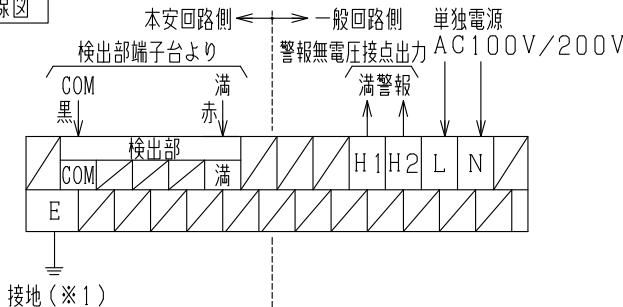 線図
本安回路側 一般回路側 単独電源
検出部端子台より 警報無電圧接点出力 AC100V/200V
COM 満 満警報
黒 赤
検出部
COM 満 H1 H2 L N
E
接地(※1)